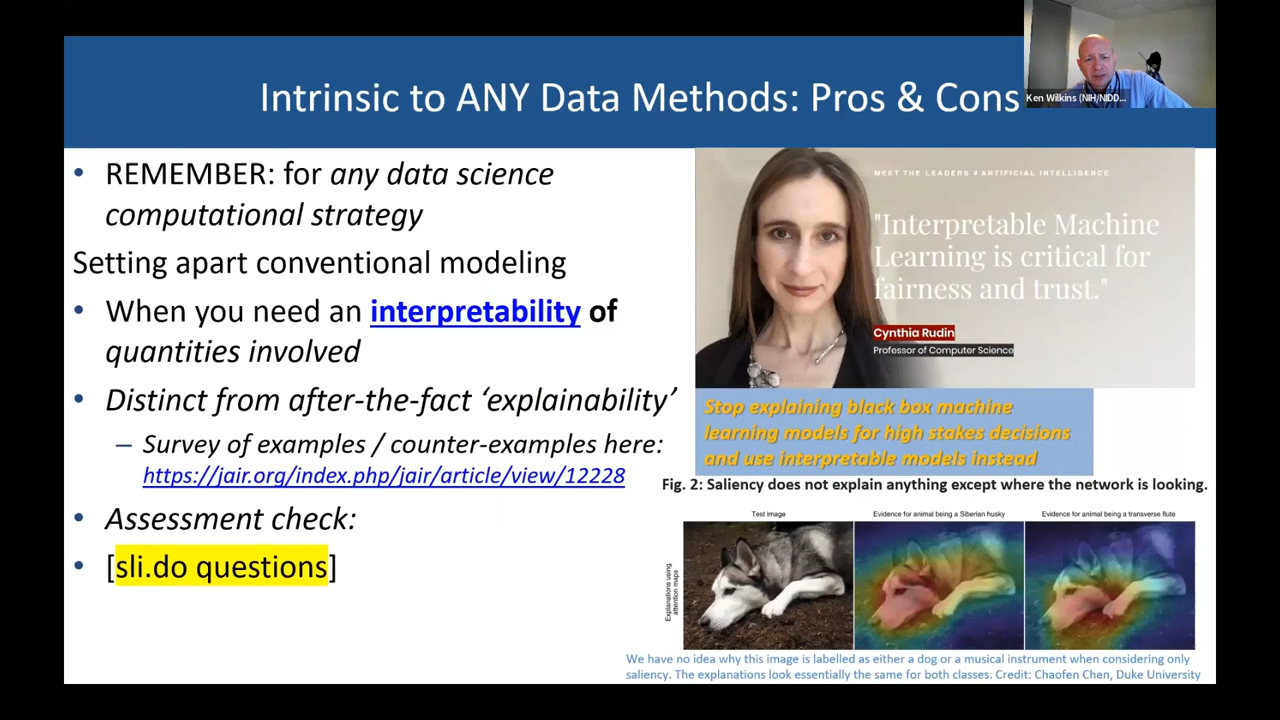 Intrinsic to ANY Data Methods: Pros & Cons
Ken Wilkins (NIH/NIDD...
• REMEMBER: for any data science
computational strategy
Setting apart conventional modeling
• When you need an interpretability of
quantities involved
• Distinct from after-the-fact ‘explainability’
– Survey of examples / counter-examples here:
https://jair.org/index.php/jair/article/view/12228
• Assessment check:
• [sli.do questions]
MEET THE LEADERS # ARTIFICIAL INTELLIGENCE
"Interpretable Machine
Learning is critical for
fairness and trust."
Cynthia Rudin
Professor of Computer Science
Stop explaining black box machine
learning models for high stakes decisions
and use interpretable models instead
Fig. 2: Saliency does not explain anything except where the network is looking.
Test image
Evidence for animal being a Siberian husky
Evidence for animal being a transverse flute
Explanations using
attention maps
We have no idea why this image is labelled as either a dog or a musical instrument when considering only
saliency. The explanations look essentially the same for both classes. Credit: Chaofen Chen, Duke University